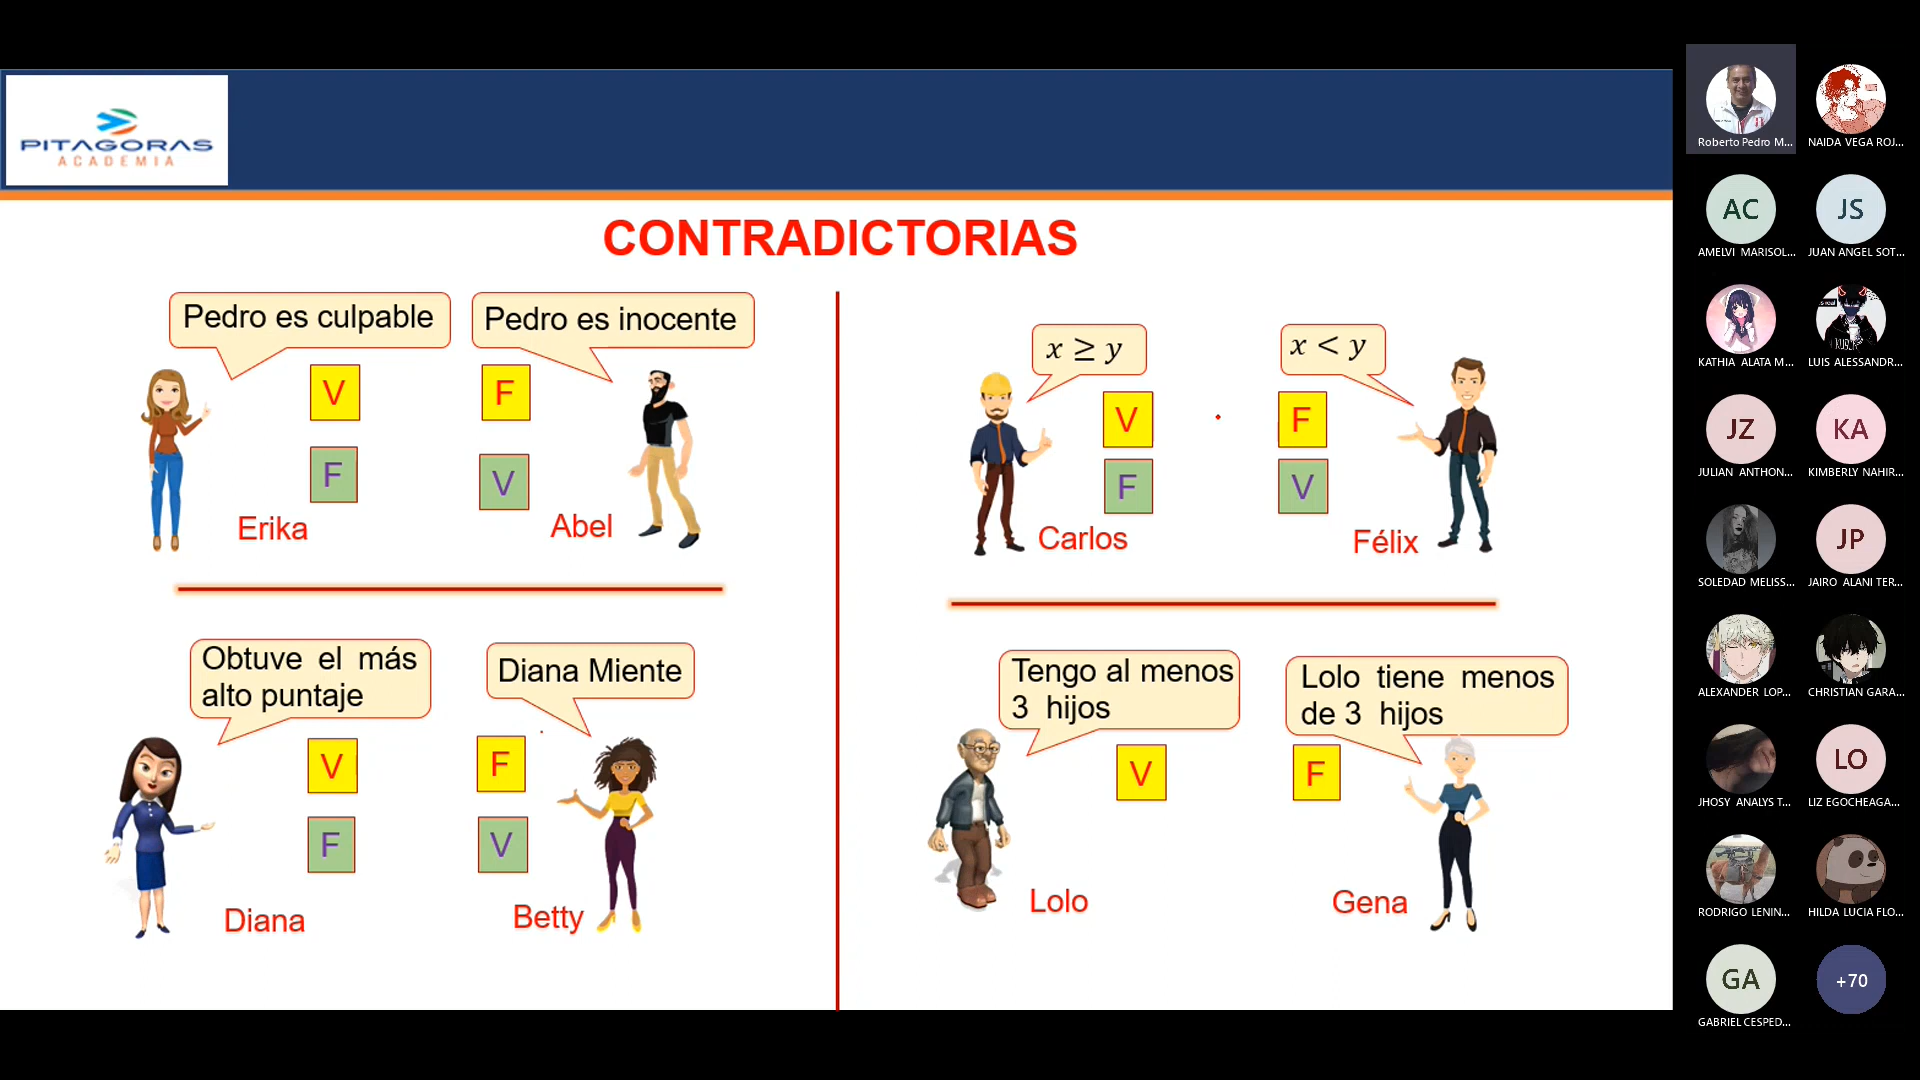 PITAGORAS
ACADEMIA
CONTRADICTORIAS
Pedro es culpable
Pedro es inocente
V
F
F
V
Erika
Abel
x ≥ y
x < y
V
F
F
V
Carlos
Félix
Obtuve el más
alto puntaje
Diana Miente
V
F
F
V
Diana
Betty
Tengo al menos
3 hijos
Lolo tiene menos
de 3 hijos
V
F
Lolo
Gena
Roberto Pedro M...
NAIDA VEGA ROJ...
AC
JS
AMELVI MARISOL...
JUAN ANGEL SOT...
KATHIA ALATA M...
LUIS ALESSANDR...
JZ
KA
JULIAN ANTHON...
KIMBERLY NAHIR...
JP
SOLEDAD MELISS...
JAIRO ALANI TER...
ALEXANDER LOP...
CHRISTIAN GARA...
LO
JHOSY ANALYS T...
LIZ EGOCHEAGA...
RODRIGO LENIN...
HILDA LUCIA FLO...
GA
+70
GABRIEL CESPED...